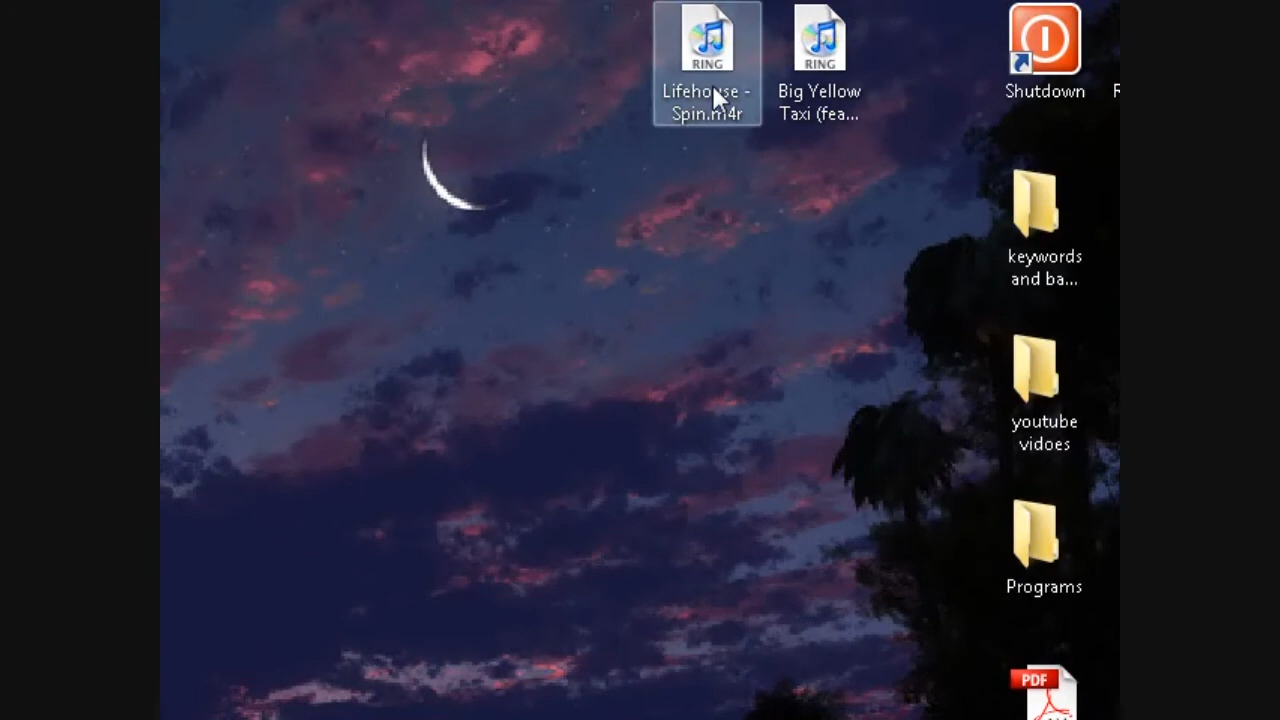 RING
Lifehouse -
Spin.m4r
RING
Big Yellow
Taxi (fea...
Shutdown
keywords
and ba...
youtube
vidoes
Programs
PDF